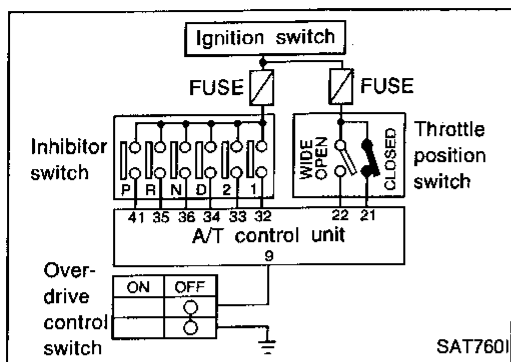 Ignition switch
FUSE
FUSE
Inhibitor
switch
P R N D 2 1
WIDE
OPEN
CLOSED
Throttle
position
switch
41 35 36 34 33 32 22 21
A/T control unit
9
Over-
drive
control
switch
ON OFF
SAT760I